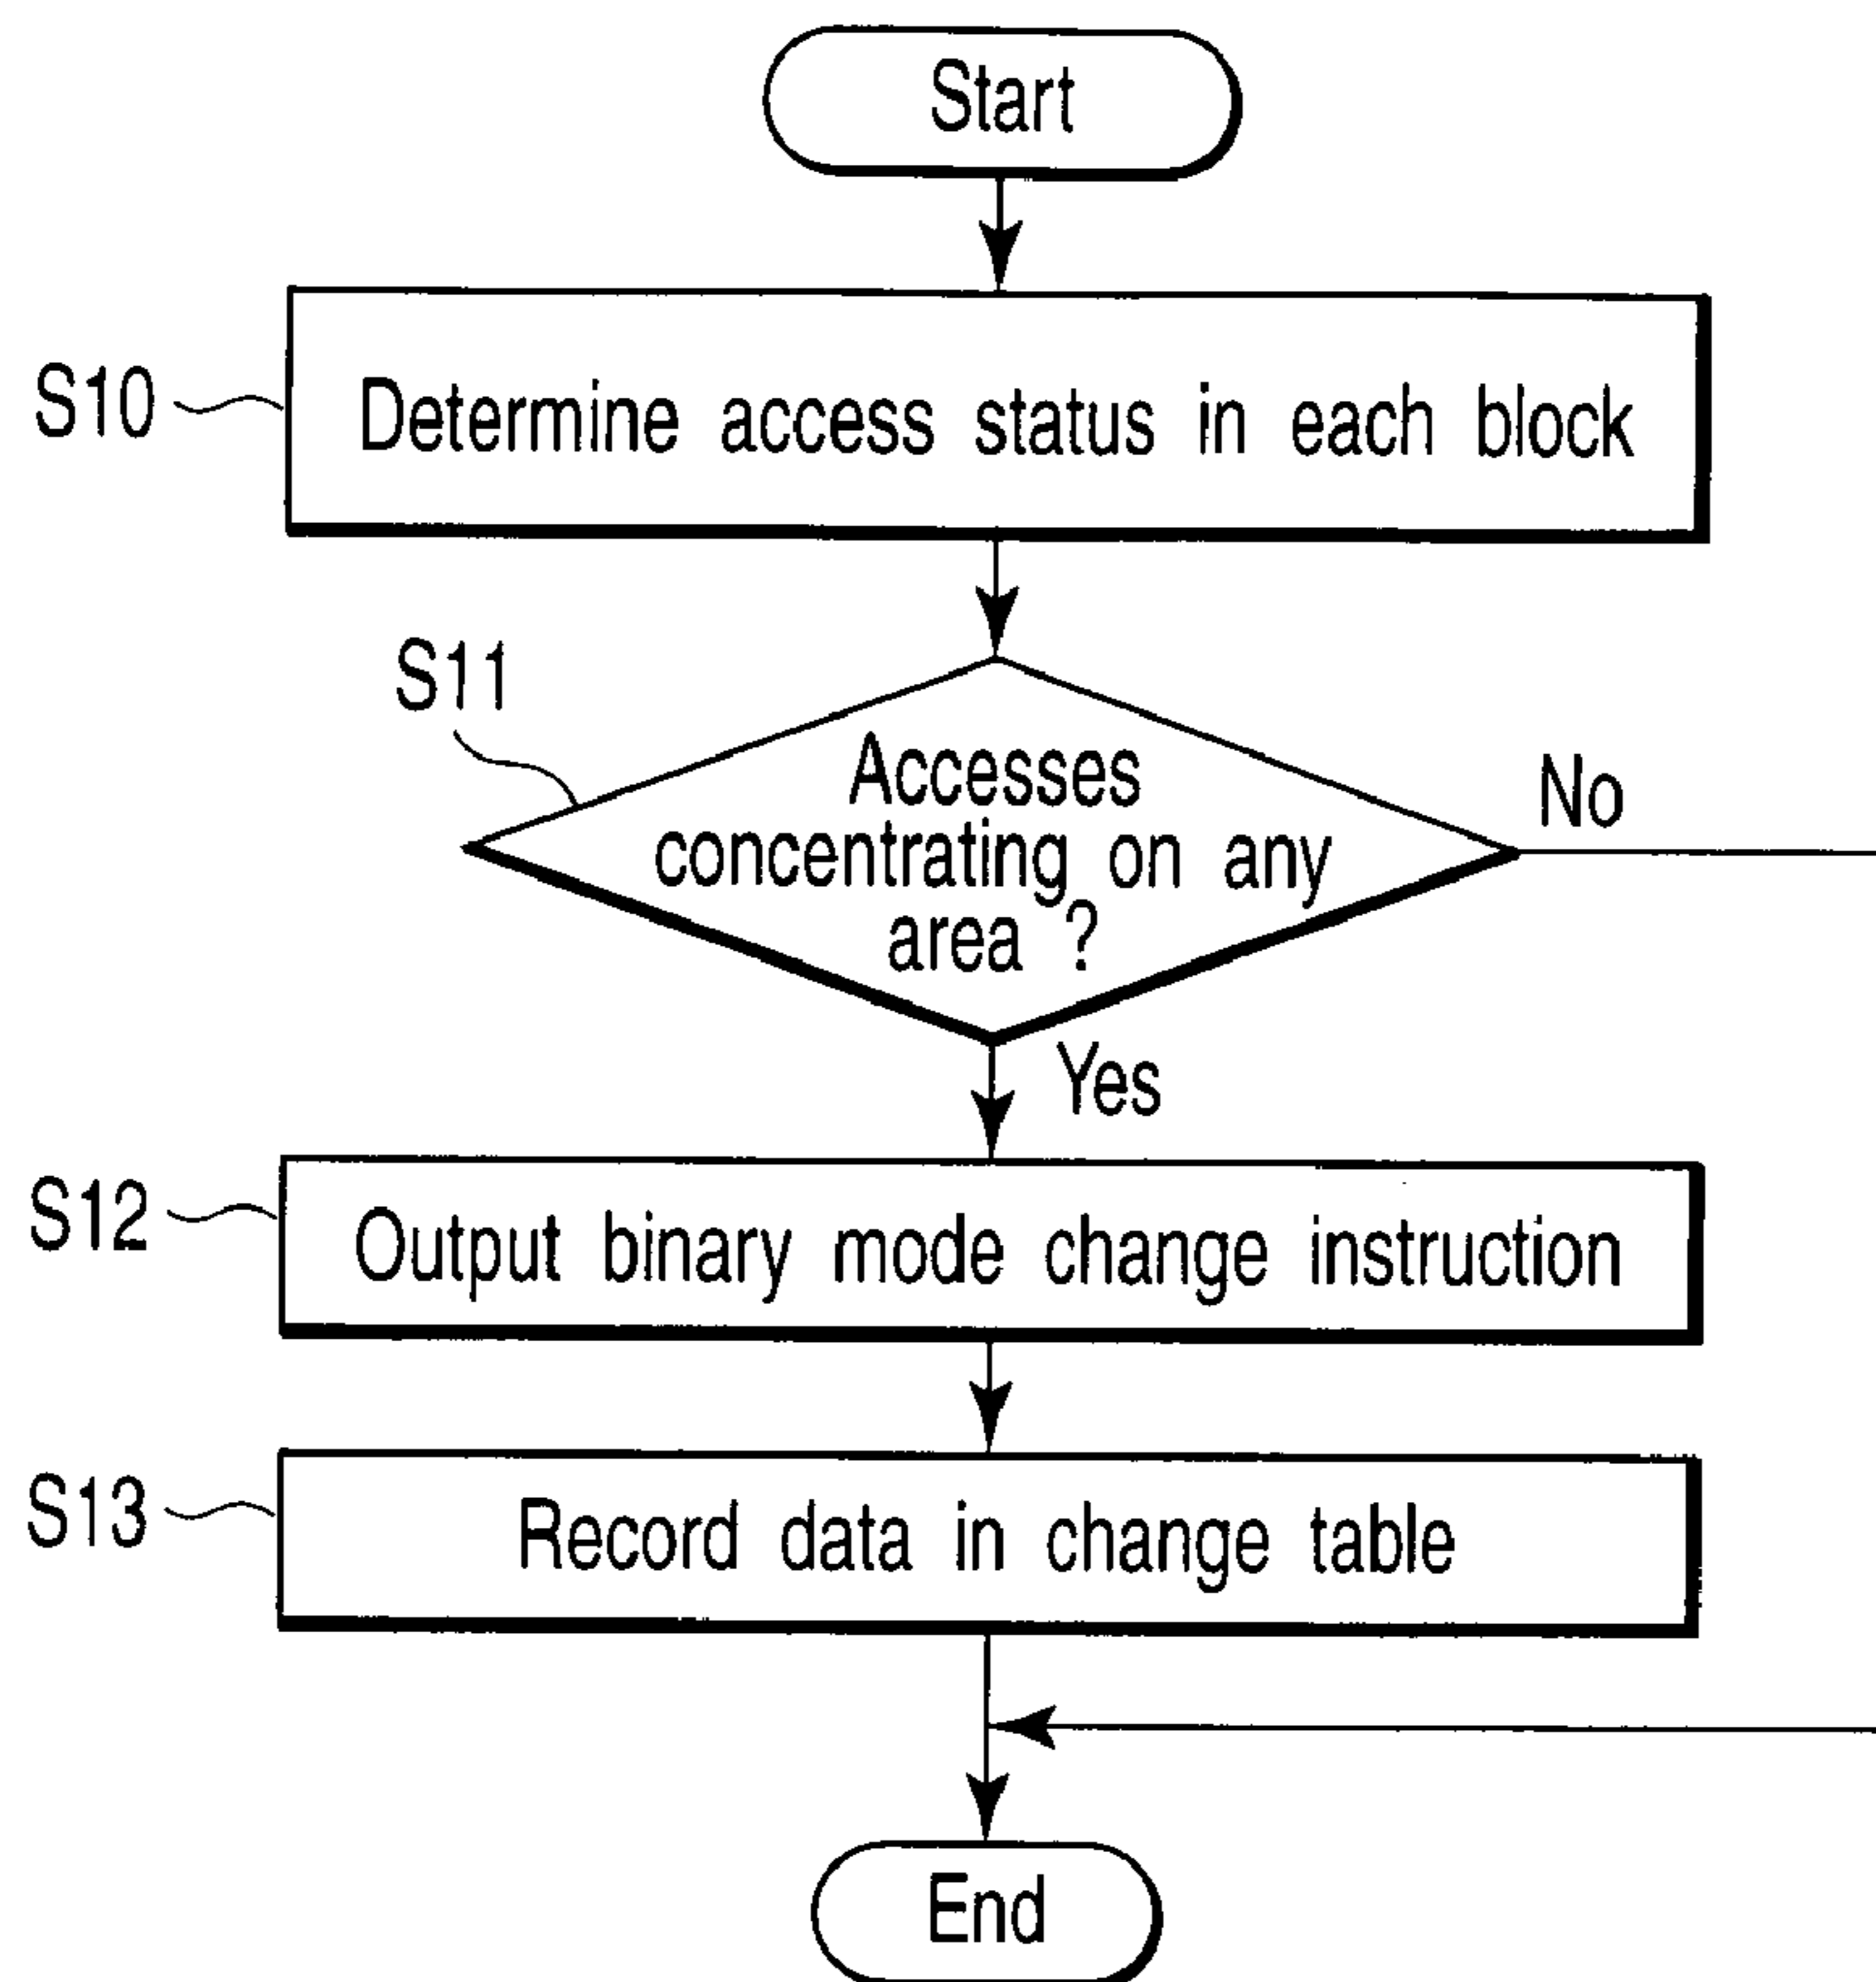 Start
S10
Determine access status in each block
S11
Accesses
concentrating on any
area ?
No
Yes
S12
Output binary mode change instruction
S13
Record data in change table
End